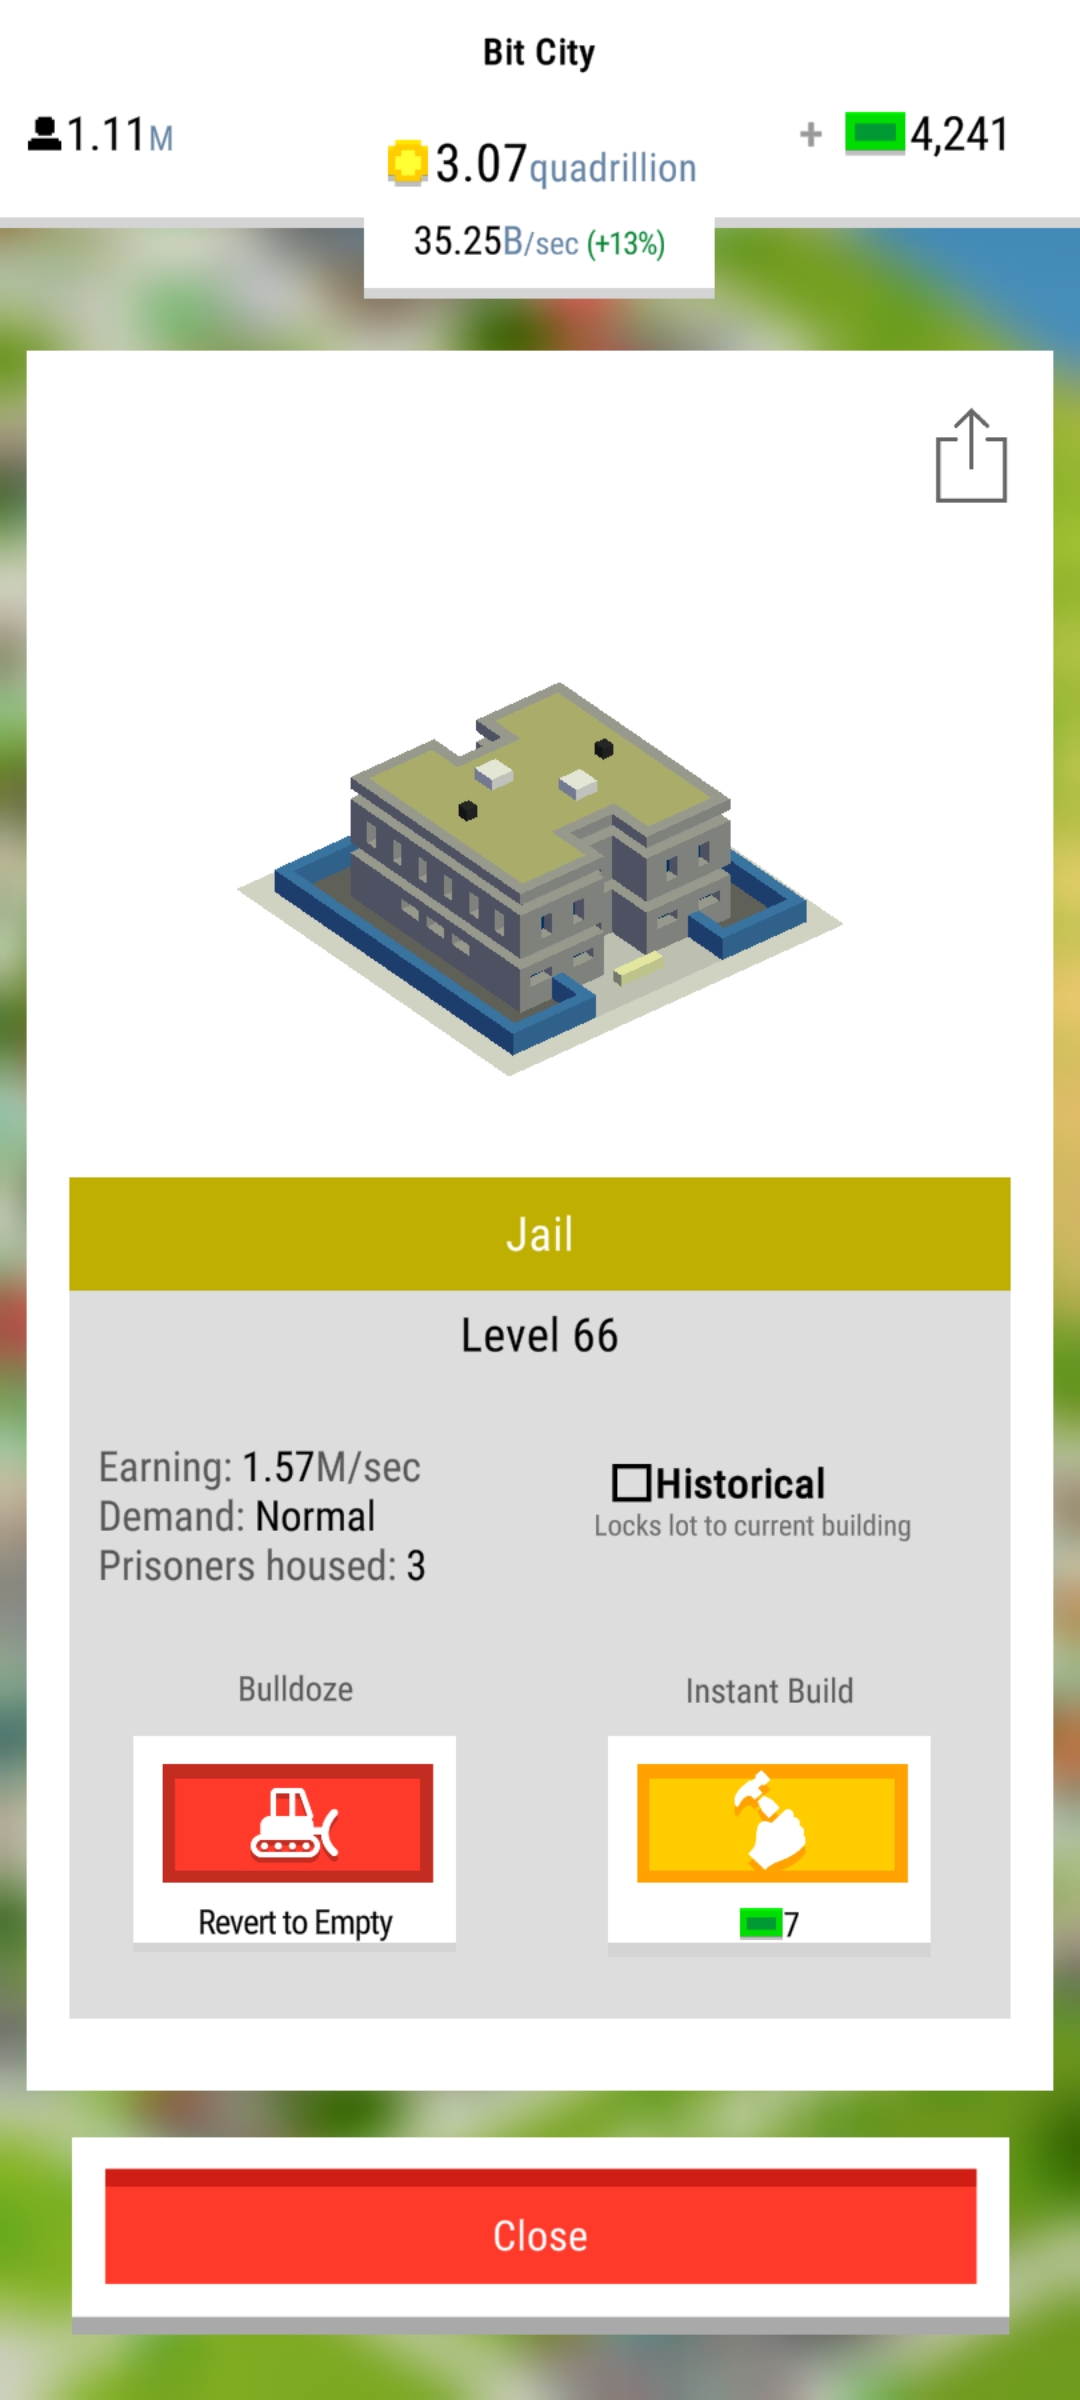 Bit City
1.11M
3.07quadrillion
+ 4,241
35.25B/sec (+13%)
Jail
Level 66
Earning: 1.57M/sec
Demand: Normal
Prisoners housed: 3
Historical
Locks lot to current building
Bulldoze
Instant Build
Revert to Empty
7
Close